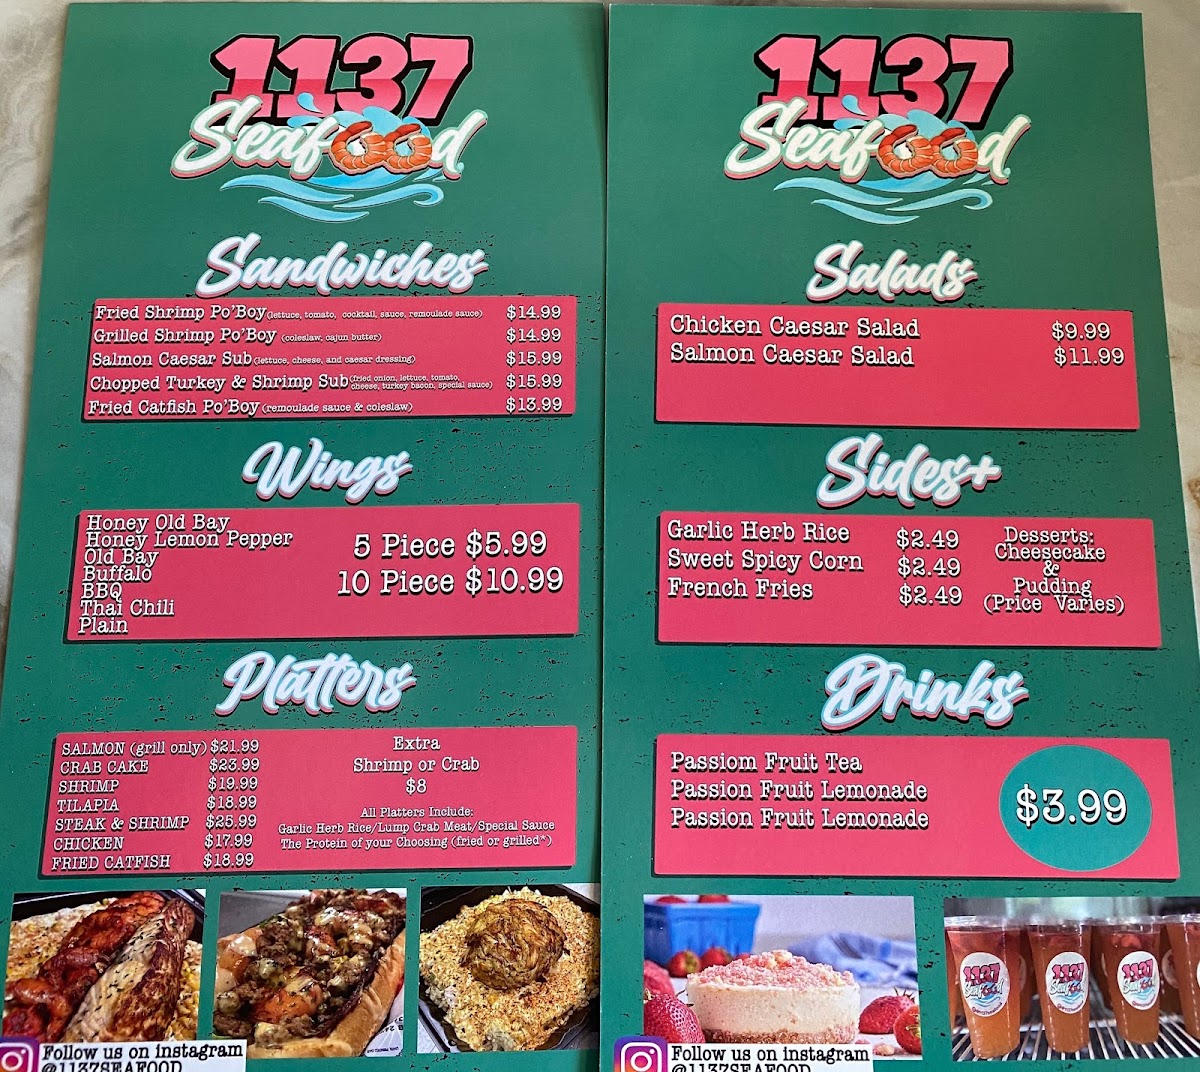 1137
Seafood
Sandwiches
Fried Shrimp Po'Boy (lettuce, tomato, cocktail, sauce, remoulade sauce) $14.99
Grilled Shrimp Po'Boy (coleslaw, cajun butter) $14.99
Salmon Caesar Sub (lettuce, cheese, and caesar dressing) $15.99
Chopped Turkey & Shrimp Sub (fried onion, lettuce, tomato, $15.99
cheese, turkey bacon, special sauce)
Fried Catfish Po'Boy (remoulade sauce & coleslaw) $13.99
Wings
Honey Old Bay
Honey Lemon Pepper
Old Bay
Buffalo
BBQ
Thai Chili
Plain
5 Piece $5.99
10 Piece $10.99
Platters
SALMON (grill only) $21.99
CRAB CAKE $23.99
SHRIMP $19.99
TILAPIA $18.99
STEAK & SHRIMP $25.99
CHICKEN $17.99
FRIED CATFISH $18.99
Extra
Shrimp or Crab
$8
All Platters Include:
Garlic Herb Rice/Lump Crab Meat/Special Sauce
The Protein of your Choosing (fried or grilled*)
Follow us on instagram
@1137SEAFOOD
1137
Seafood
Salads
Chicken Caesar Salad $9.99
Salmon Caesar Salad $11.99
Sides+
Garlic Herb Rice $2.49
Sweet Spicy Corn $2.49
French Fries $2.49
Desserts:
Cheesecake
&
Pudding
(Price Varies)
Drinks
Passiom Fruit Tea
Passion Fruit Lemonade
Passion Fruit Lemonade
$3.99
1137
Seafood
1137
Seafood
1137
Seafood
Follow us on instagram
@1137SEAFOOD